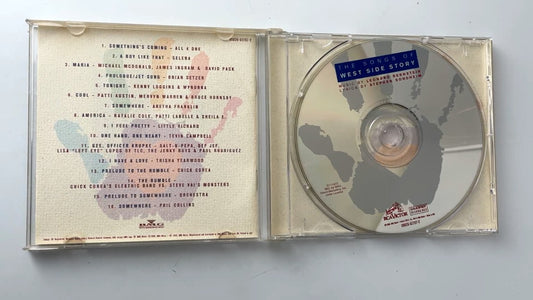 1. SOMETHING'S COMING - ALL 4 ONE
2. A BOY LIKE THAT - SELENA
3. MARIA - MICHAEL MCDONALD, JAMES INGRAM & DAVID PACK
4. PROLOGUE/JET SONG - BRIAN SETZER
5. TONIGHT - KENNY LOGGINS & WYNONNA
6. COOL - PATTI AUSTIN, MERVYN WARREN & BRUCE HORNSBY
7. SOMEWHERE - ARETHA FRANKLIN
8. AMERICA - NATALIE COLE, PATTI LABELLE & SHEILA E.
9. I FEEL PRETTY - LITTLE RICHARD
10. ONE HAND, ONE HEART - TEVIN CAMPBELL
11. GEE, OFFICER KRUPKE - SALT-N-PEPA, DEF JEF,
LISA "LEFT EYE" LOPES OF TLC, THE JERKY BOYS & PAUL RODRIGUEZ
12. I HAVE A LOVE - TRISHA YEARWOOD
13. PRELUDE TO THE RUMBLE - CHICK COREA
14. THE RUMBLE -
CHICK COREA'S ELEKTRIC BAND VS. STEVE VAI'S MONSTERS
15. PRELUDE TO SOMEWHERE - ORCHESTRA
16. SOMEWHERE - PHIL COLLINS
BMG
THE SONGS OF
WEST SIDE STORY
MUSIC BY LEONARD BERNSTEIN
LYRICS BY STEPHEN SONDHEIM
RCA VICTOR